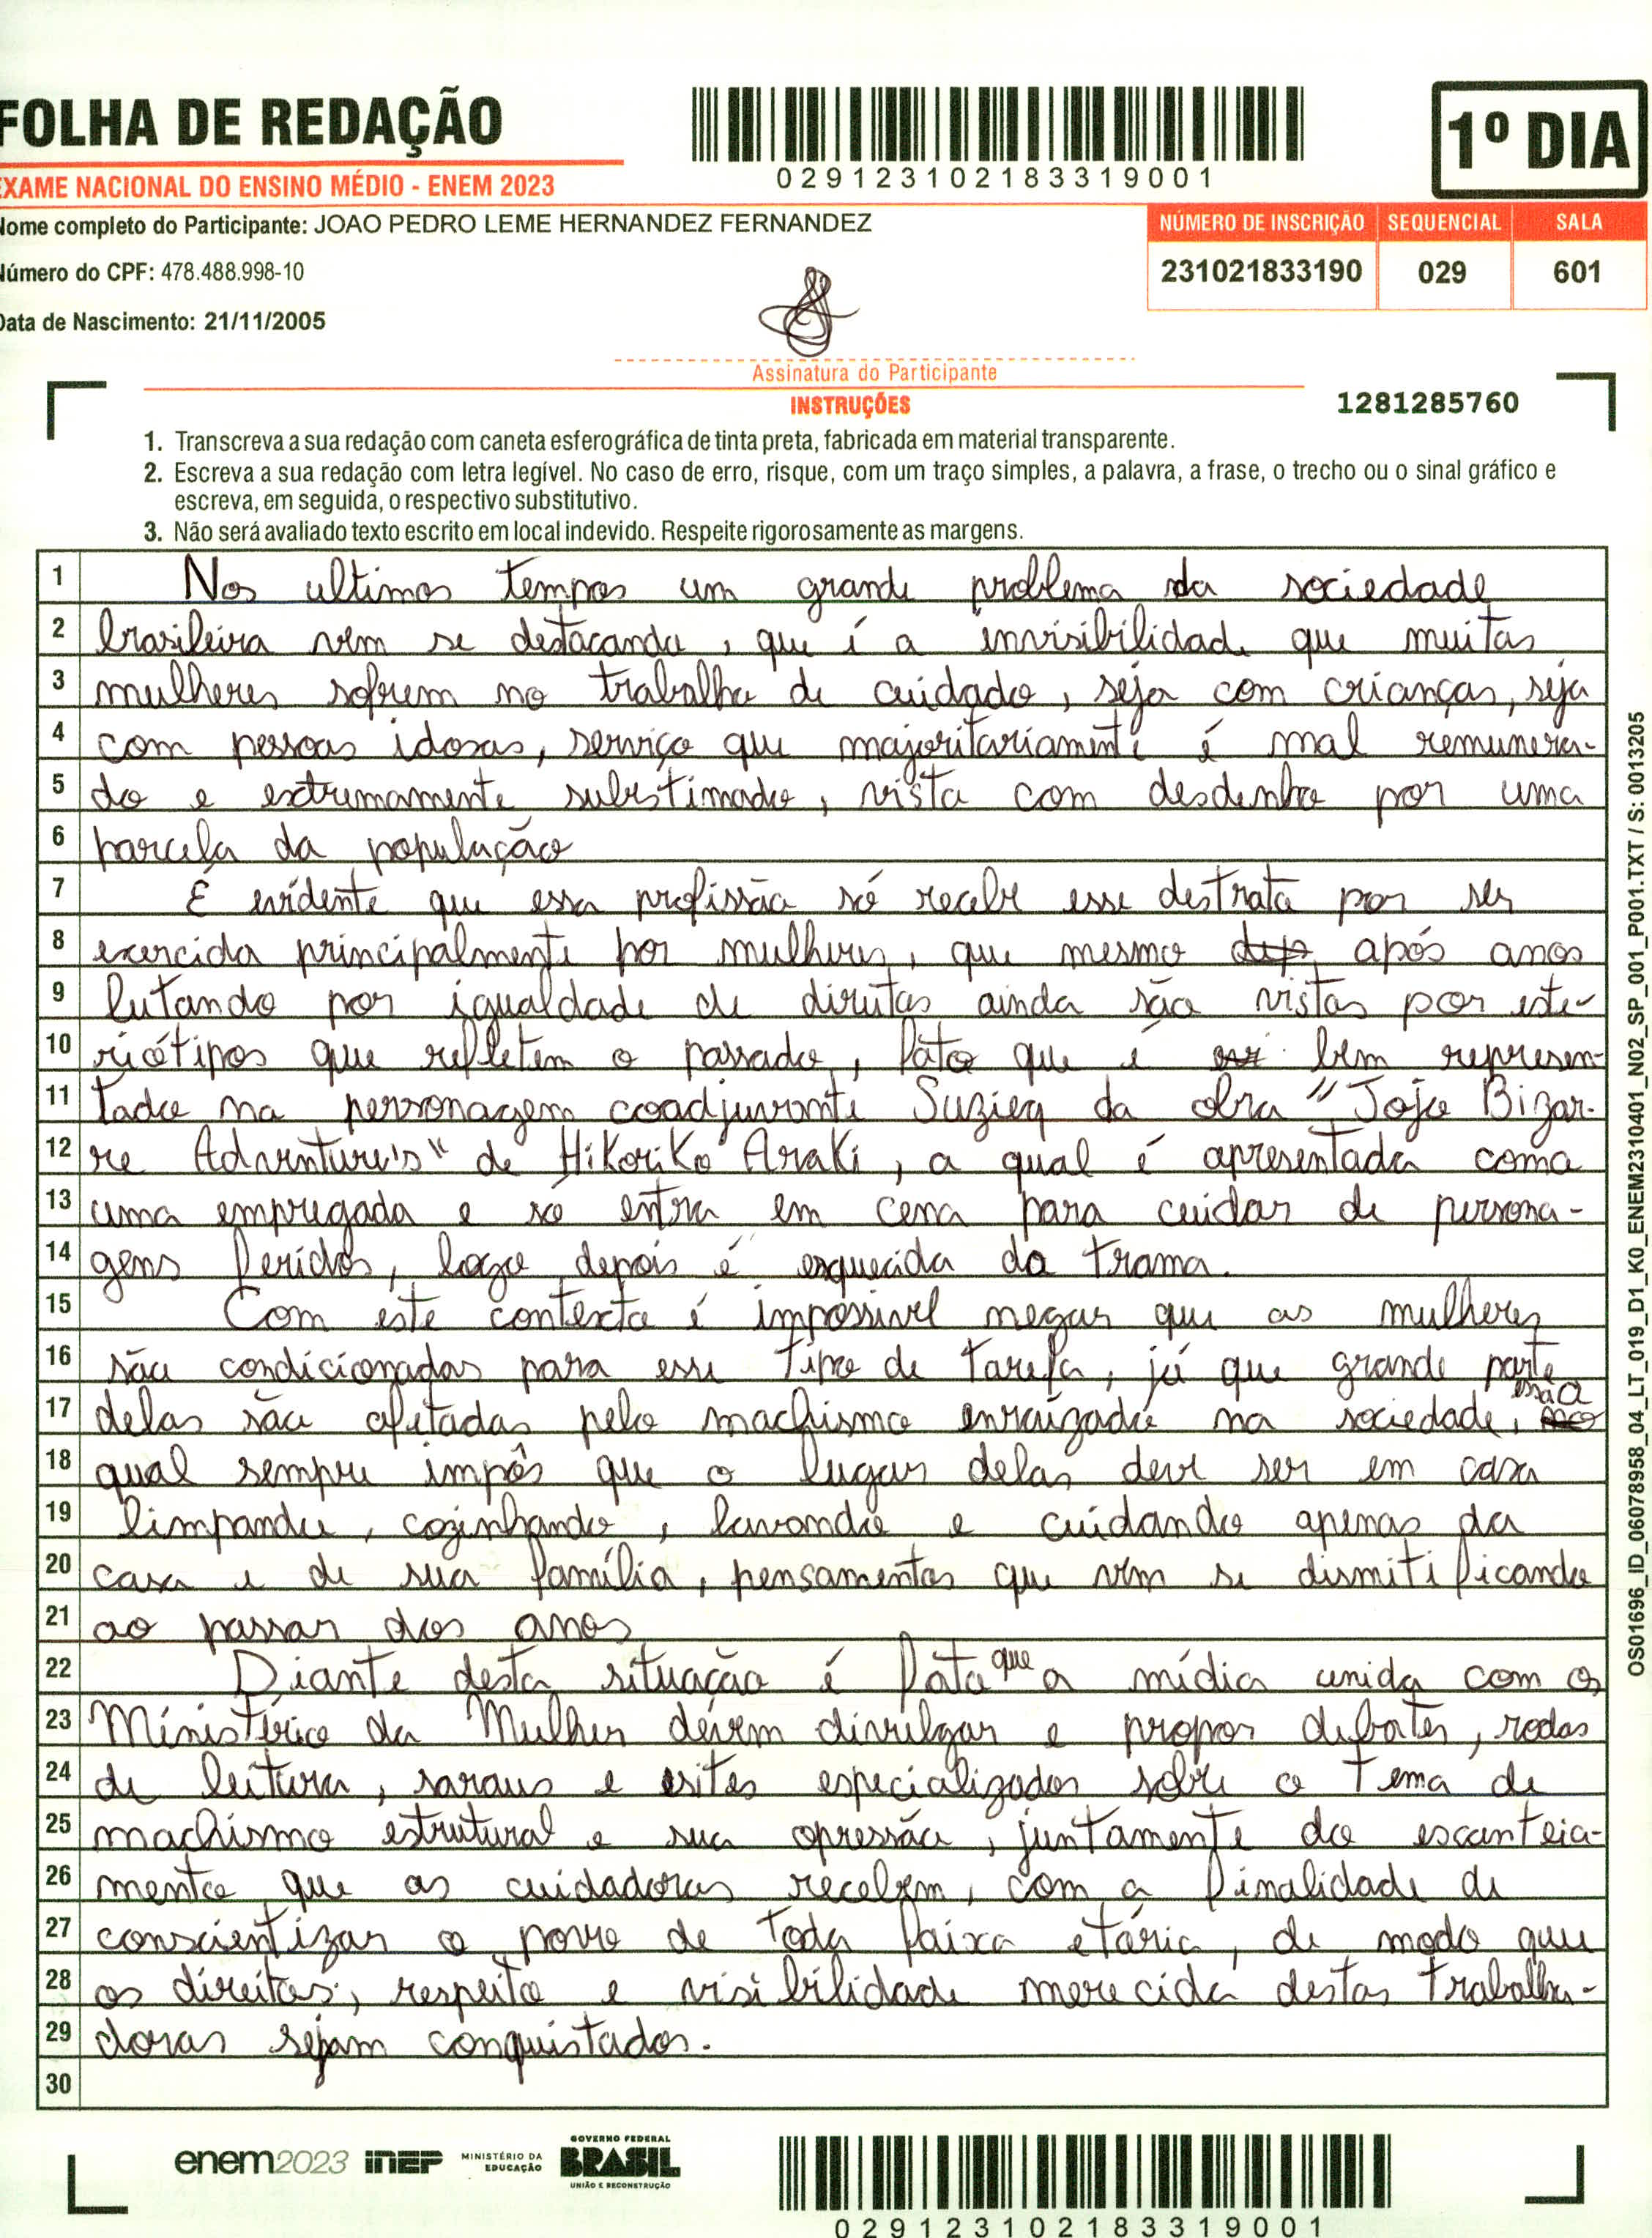 FOLHA DE REDAÇÃO
029123102183319001
1º DIA
EXAME NACIONAL DO ENSINO MÉDIO - ENEM 2023
Nome completo do Participante: JOAO PEDRO LEME HERNANDEZ FERNANDEZ
NÚMERO DE INSCRIÇÃO SEQUENCIAL SALA
Número do CPF: 478.488.998-10
231021833190 029 601
Data de Nascimento: 21/11/2005
Assinatura do Participante
INSTRUÇÕES
1281285760
1. Transcreva a sua redação com caneta esferográfica de tinta preta, fabricada em material transparente.
2. Escreva a sua redação com letra legível. No caso de erro, risque, com um traço simples, a palavra, a frase, o trecho ou o sinal gráfico e
escreva, em seguida, o respectivo substitutivo.
3. Não será avaliado texto escrito em local indevido. Respeite rigorosamente as margens.
1 Nos ultimos tempos um grande problema da sociedade
2 brasileira vem se destacando, que é a invisibilidade que muitas
3 mulheres sofrem no trabalho de cuidado, seja com crianças, seja
4 com pessoas idosas, serviço que majoritariamente é mal remunera-
5 do e extremamente subestimado, vista com desdenho por uma
6 parcela da população
7 É evidente que essa profissão só recebe esse destrato por ser
8 exercida principalmente por mulheres, que mesmo após anos
9 lutando por igualdade de direitos ainda são vistas por este-
10 riótipos que refletem o passado, fato que é bem represen-
11 tado na personagem coadjuvante Suzieq da obra "Jojo Bizar-
12 re Adventure's" de Hikoriko Araki, a qual é apresentada como
13 uma empregada e só entra em cena para cuidar de persona-
14 gens feridos, logo depois é esquecida da trama.
15 Com este contexto é impossivel negar que as mulheres
16 são condicionadas para esse tipo de tarefa, já que grande parte
17 delas são afetadas pelo machismo enraizado na sociedade, essa a
18 qual sempre impôs que o lugar delas deve ser em casa
19 limpando, cozinhando, lavando e cuidando apenas da
20 casa e de sua família, pensamentos que vem se dismitificando
21 ao passar dos anos
22 Diante desta situação é fato que a mídia unida com o
23 Ministério da Mulher devem divulgar e propor debates, rodas
24 de leitura, saraus e sites especializados sobre o tema de
25 machismo estrutural e sua opressão, juntamente do escanteia-
26 mento que as cuidadoras recebem, com a finalidade de
27 conscientizar o povo de toda faixa etária, de modo que
28 os direitos, respeito e visibilidade merecida destas trabalha-
29 doras sejam conquistados.
30
OS01696_ID_06078958_04_LT_019_D1_K0_ENEM2310401_N02_SP_001_P001.TXT / S: 0013205
enem2023 INEP MINISTÉRIO DA EDUCAÇÃO GOVERNO FEDERAL BRASIL UNIÃO E RECONSTRUÇÃO
029123102183319001